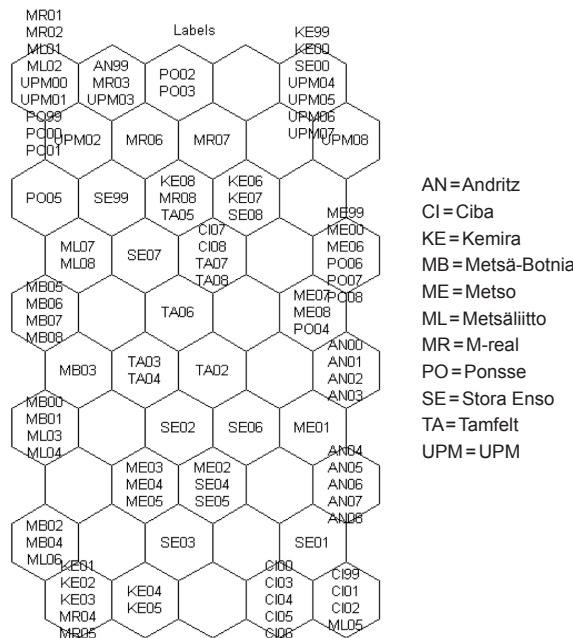 Labels
MR01
MR02
ML01
ML02
UPM00
UPM01
PO99
PO00
PO01
AN99
MR03
UPM03
PO02
PO03
KE99
KE00
SE00
UPM04
UPM05
UPM06
UPM07
UPM02
MR06
MR07
UPM08
PO05
SE99
KE08
MR08
TA05
KE06
KE07
SE08
ML07
ML08
SE07
CI07
CI08
TA07
TA08
ME99
ME00
ME06
PO06
PO07
PO08
MB05
MB06
MB07
MB08
TA06
ME07
ME08
PO04
MB03
TA03
TA04
TA02
AN00
AN01
AN02
AN03
MB00
MB01
ML03
ML04
SE02
SE06
ME01
ME03
ME04
ME05
ME02
SE04
SE05
AN04
AN05
AN06
AN07
AN08
MB02
MB04
ML06
SE03
SE01
KE01
KE02
KE03
MR04
MR05
KE04
KE05
CI00
CI03
CI04
CI05
CI06
CI99
CI01
CI02
ML05
AN=Andritz
CI=Ciba
KE=Kemira
MB=Metsä-Botnia
ME=Metso
ML=Metsäliitto
MR=M-real
PO=Ponsse
SE=Stora Enso
TA=Tamfelt
UPM=UPM